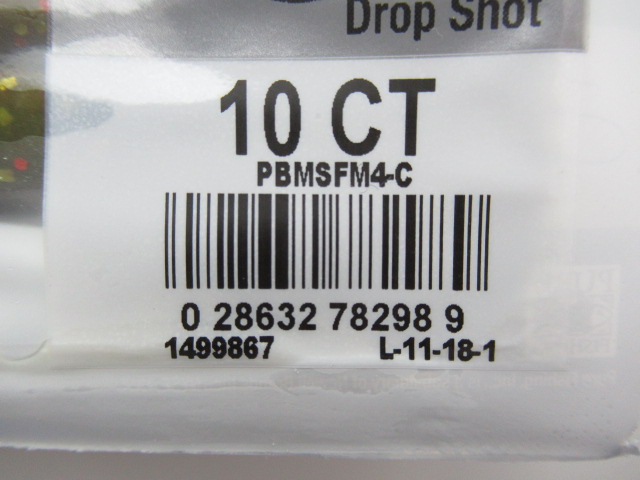 Drop Shot
10 CT
PBMSFM4-C
0 28632 78298 9
1499867 L-11-18-1